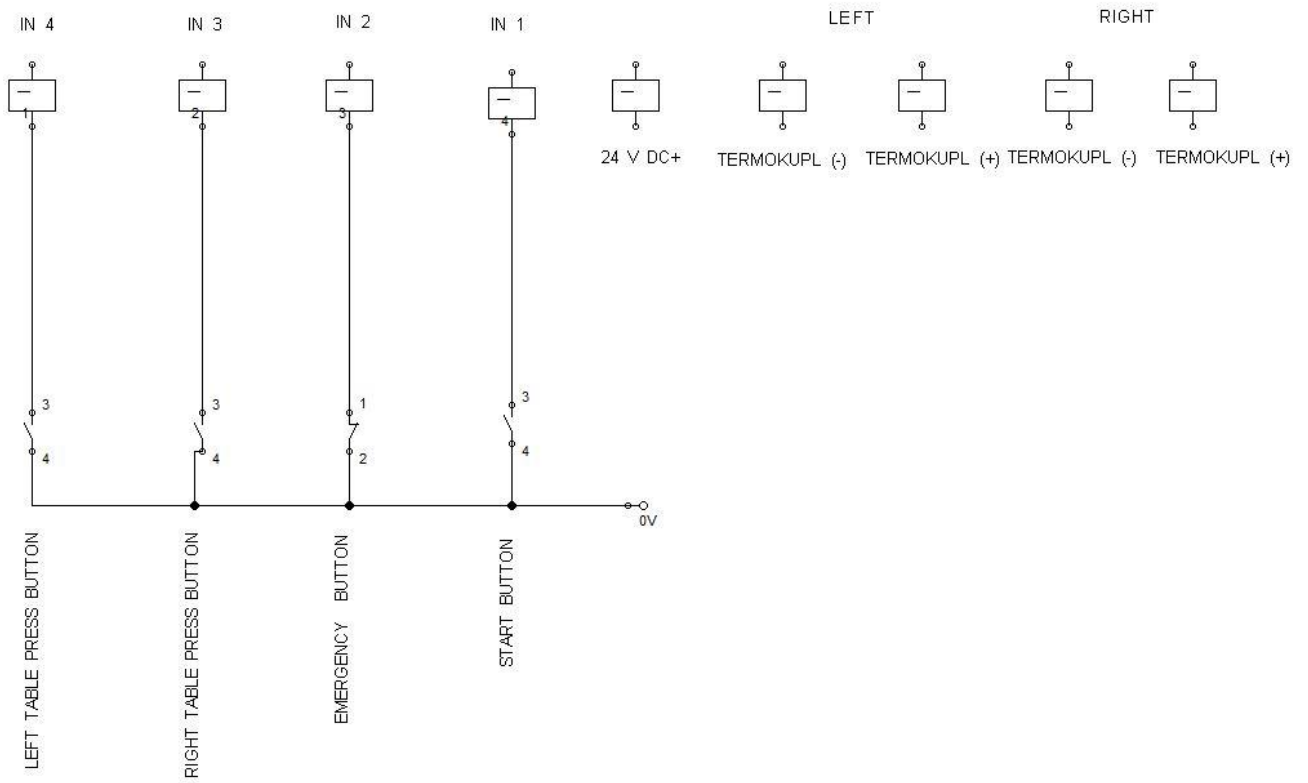 IN 4
IN 3
IN 2
IN 1
LEFT
RIGHT
1
2
3
4
24 V DC+
TERMOKUPL (-)
TERMOKUPL (+)
TERMOKUPL (-)
TERMOKUPL (+)
3
3
1
3
4
4
2
4
0V
LEFT TABLE PRESS BUTTON
RIGHT TABLE PRESS BUTTON
EMERGENCY BUTTON
START BUTTON